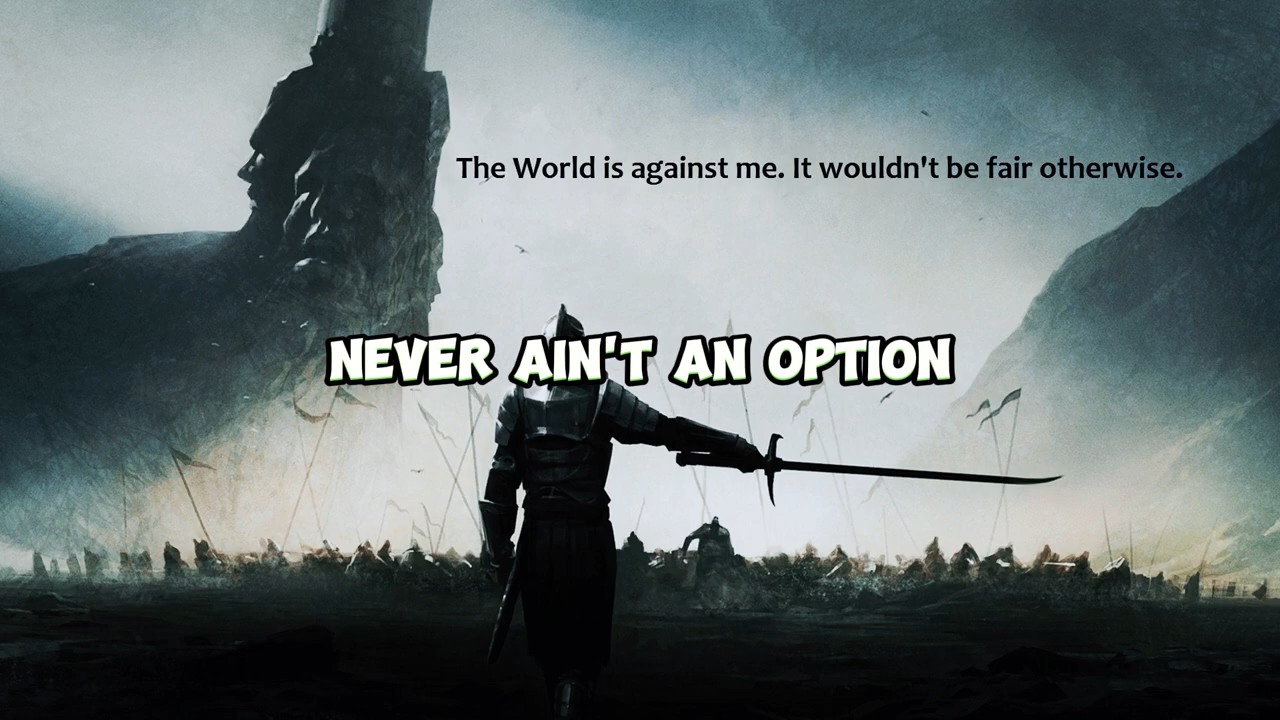 The World is against me. It wouldn't be fair otherwise.
NEVER AIN'T AN OPTION